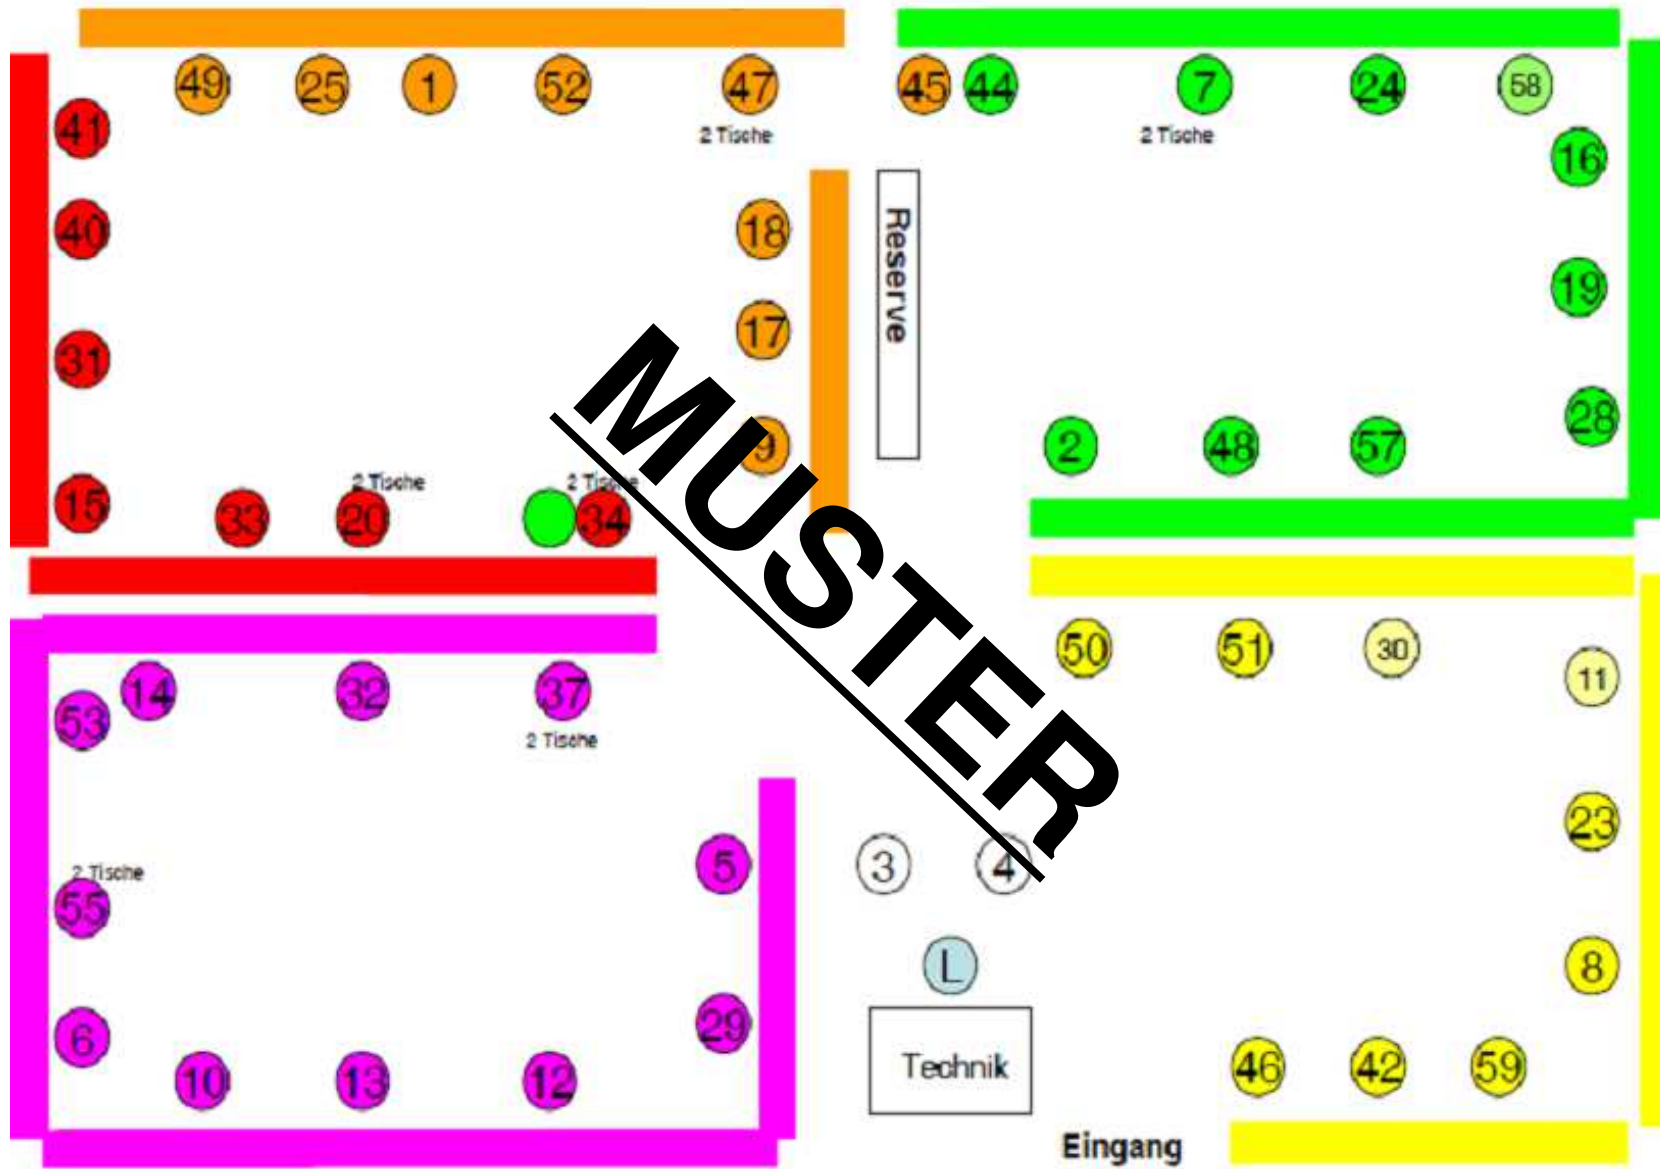 49 25 1 52 47 45 44 7 24 58
2 Tische 2 Tische
41
16
40 18
Reserve
19
31 17
28
9 2 48 57
2 Tische 2 Tische
15 33 20 34
MUSTER
50 51 30 11
14 32 37
53
2 Tische
23
5 3 4
2 Tische
55
L 8
6 29
Technik
10 13 12 46 42 59
Eingang